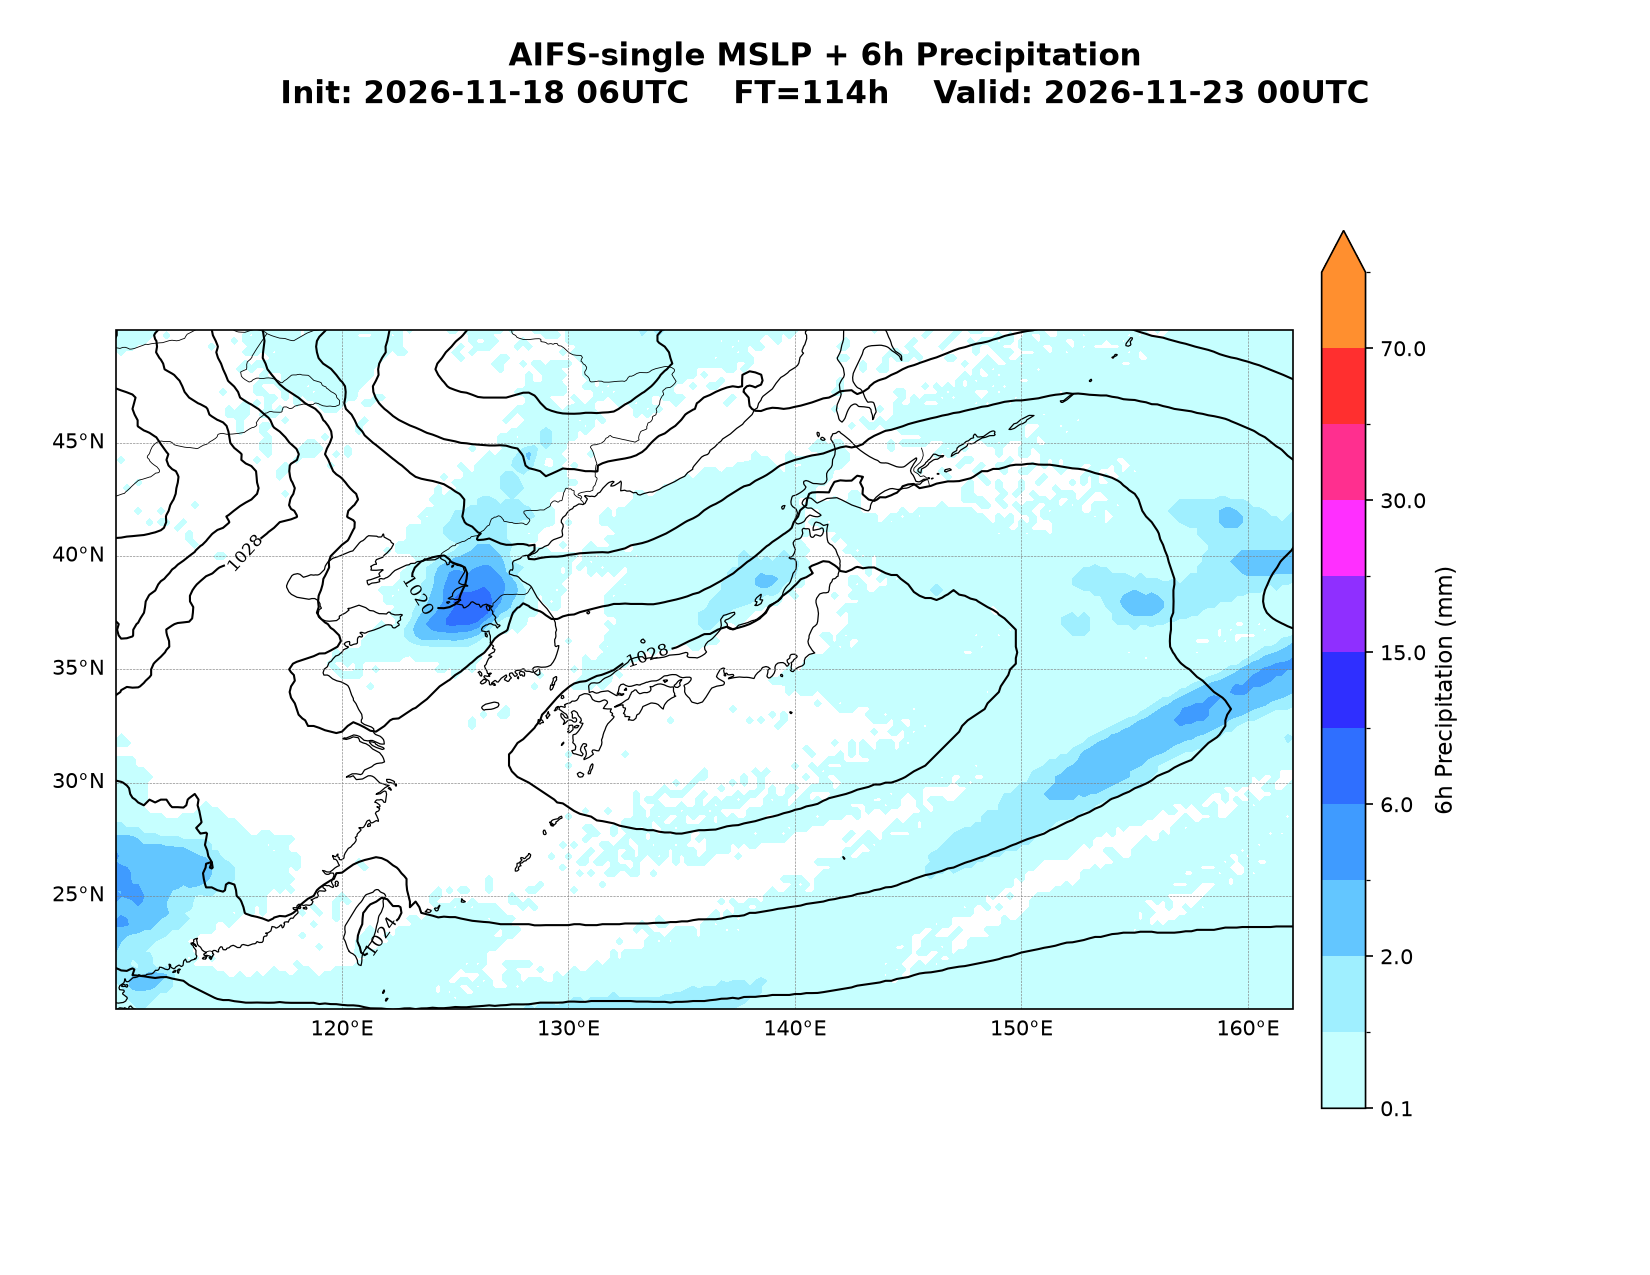 AIFS-single MSLP + 6h Precipitation
Init: 2026-11-18 06UTC    FT=114h    Valid: 2026-11-23 00UTC
45°N
40°N
35°N
30°N
25°N
120°E
130°E
140°E
150°E
160°E
1028
1020
1028
1024
70.0
30.0
15.0
6.0
2.0
0.1
6h Precipitation (mm)